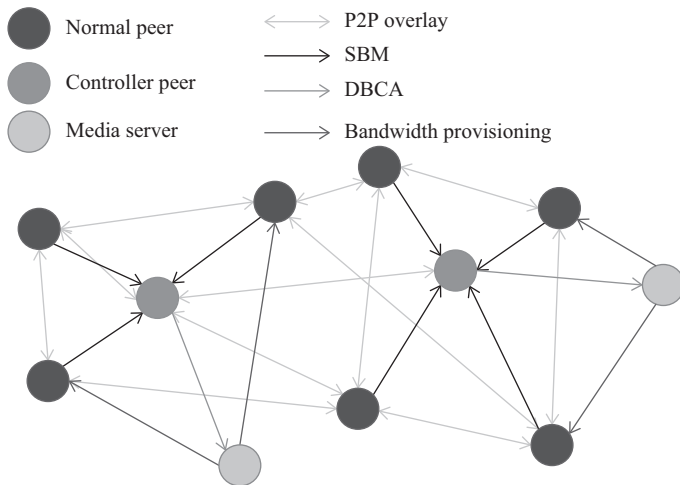 Normal peer
Controller peer
Media server
P2P overlay
SBM
DBCA
Bandwidth provisioning